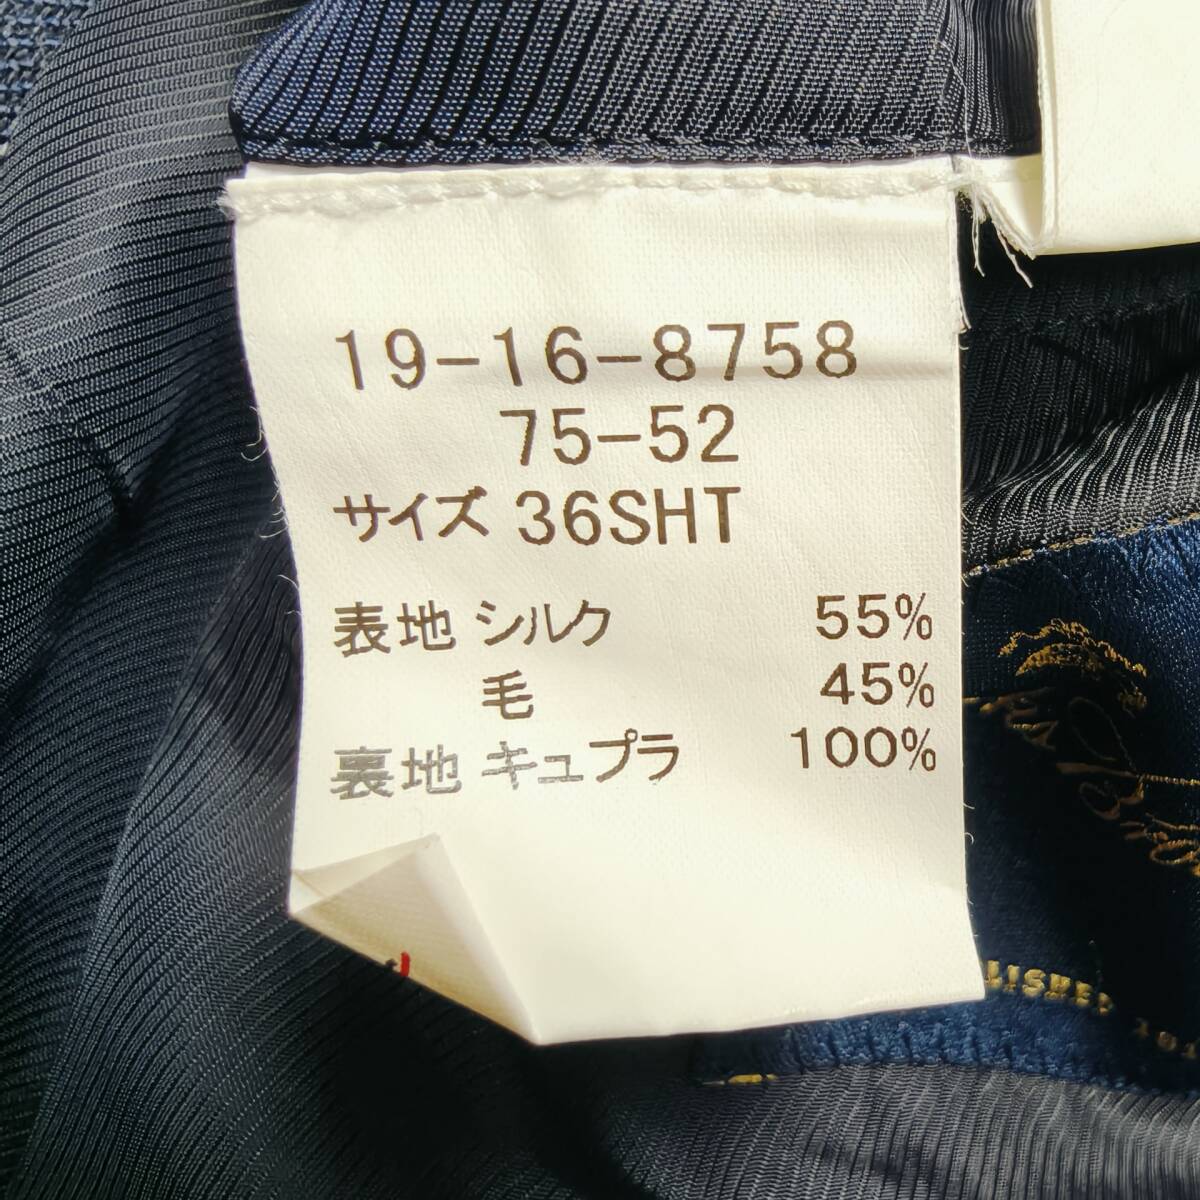 19-16-8758
75-52
サイズ 36SHT
表地 シルク 55%
毛 45%
裏地 キュプラ 100%